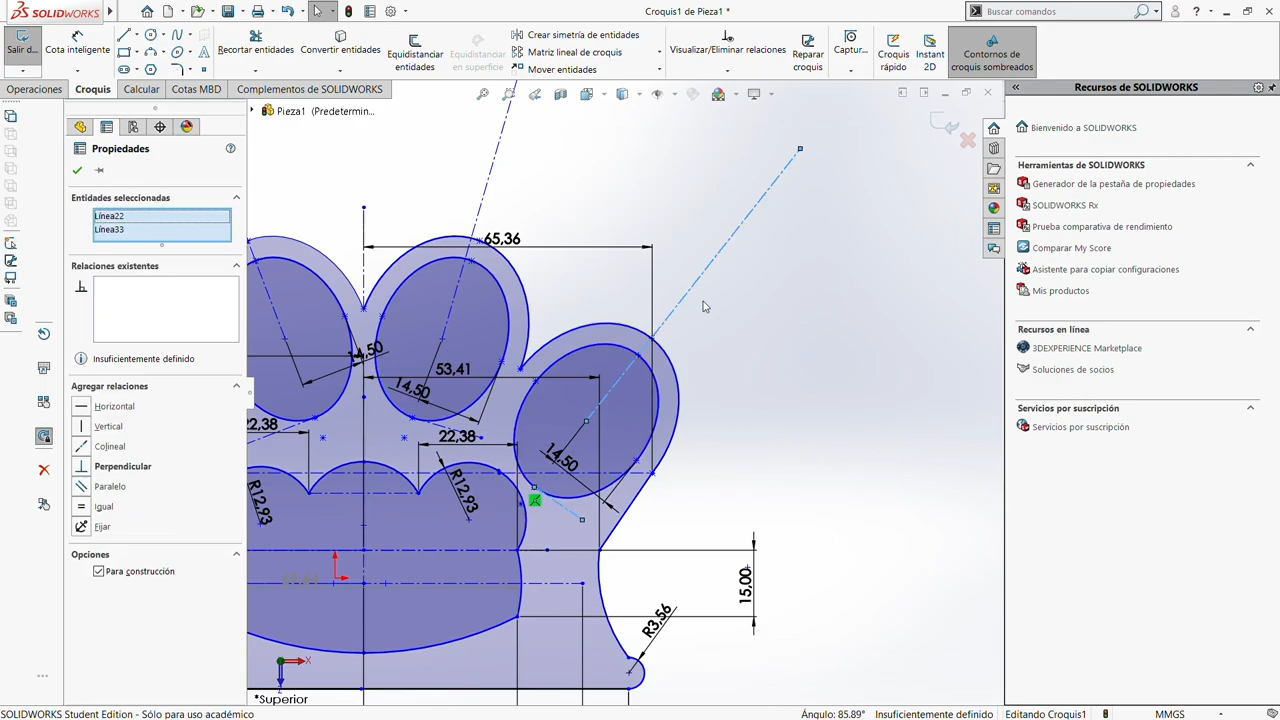 SOLIDWORKS
Croquis1 de Pieza1 *
Buscar comandos
Salir d...
Cota inteligente
Recortar entidades
Convertir entidades
Equidistanciar entidades
Equidistanciar en superficie
Crear simetría de entidades
Matriz lineal de croquis
Mover entidades
Visualizar/Eliminar relaciones
Reparar croquis
Captur...
Croquis rápido
Instant 2D
Contornos de croquis sombreados
Operaciones
Croquis
Calcular
Cotas MBD
Complementos de SOLIDWORKS
Pieza1 (Predetermin...
Propiedades
Entidades seleccionadas
Línea22
Línea33
Relaciones existentes
Insuficientemente definido
Agregar relaciones
Horizontal
Vertical
Colineal
Perpendicular
Paralelo
Igual
Fijar
Opciones
Para construcción
65,36
14,50
53,41
14,50
22,38
22,38
14,50
R12,93
R12,93
15,00
R3,56
X
Z
*Superior
Recursos de SOLIDWORKS
Bienvenido a SOLIDWORKS
Herramientas de SOLIDWORKS
Generador de la pestaña de propiedades
SOLIDWORKS Rx
Prueba comparativa de rendimiento
Comparar My Score
Asistente para copiar configuraciones
Mis productos
Recursos en línea
3DEXPERIENCE Marketplace
Soluciones de socios
Servicios por suscripción
Servicios por suscripción
SOLIDWORKS Student Edition - Sólo para uso académico
Ángulo: 85.89°
Insuficientemente definido
Editando Croquis1
MMGS